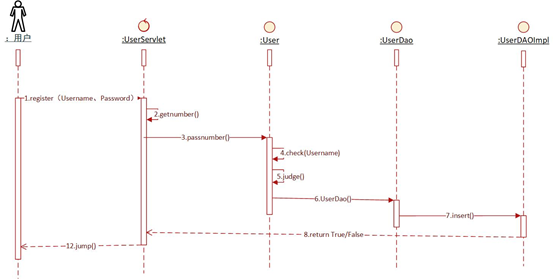 : 用户
:UserServlet
:User
:UserDao
:UserDAOImpl
1.register（Username、Password）
2.getnumber()
3.passnumber()
4.check(Username)
5.judge()
6.UserDao()
7.insert()
8.return True/False
12.jump()